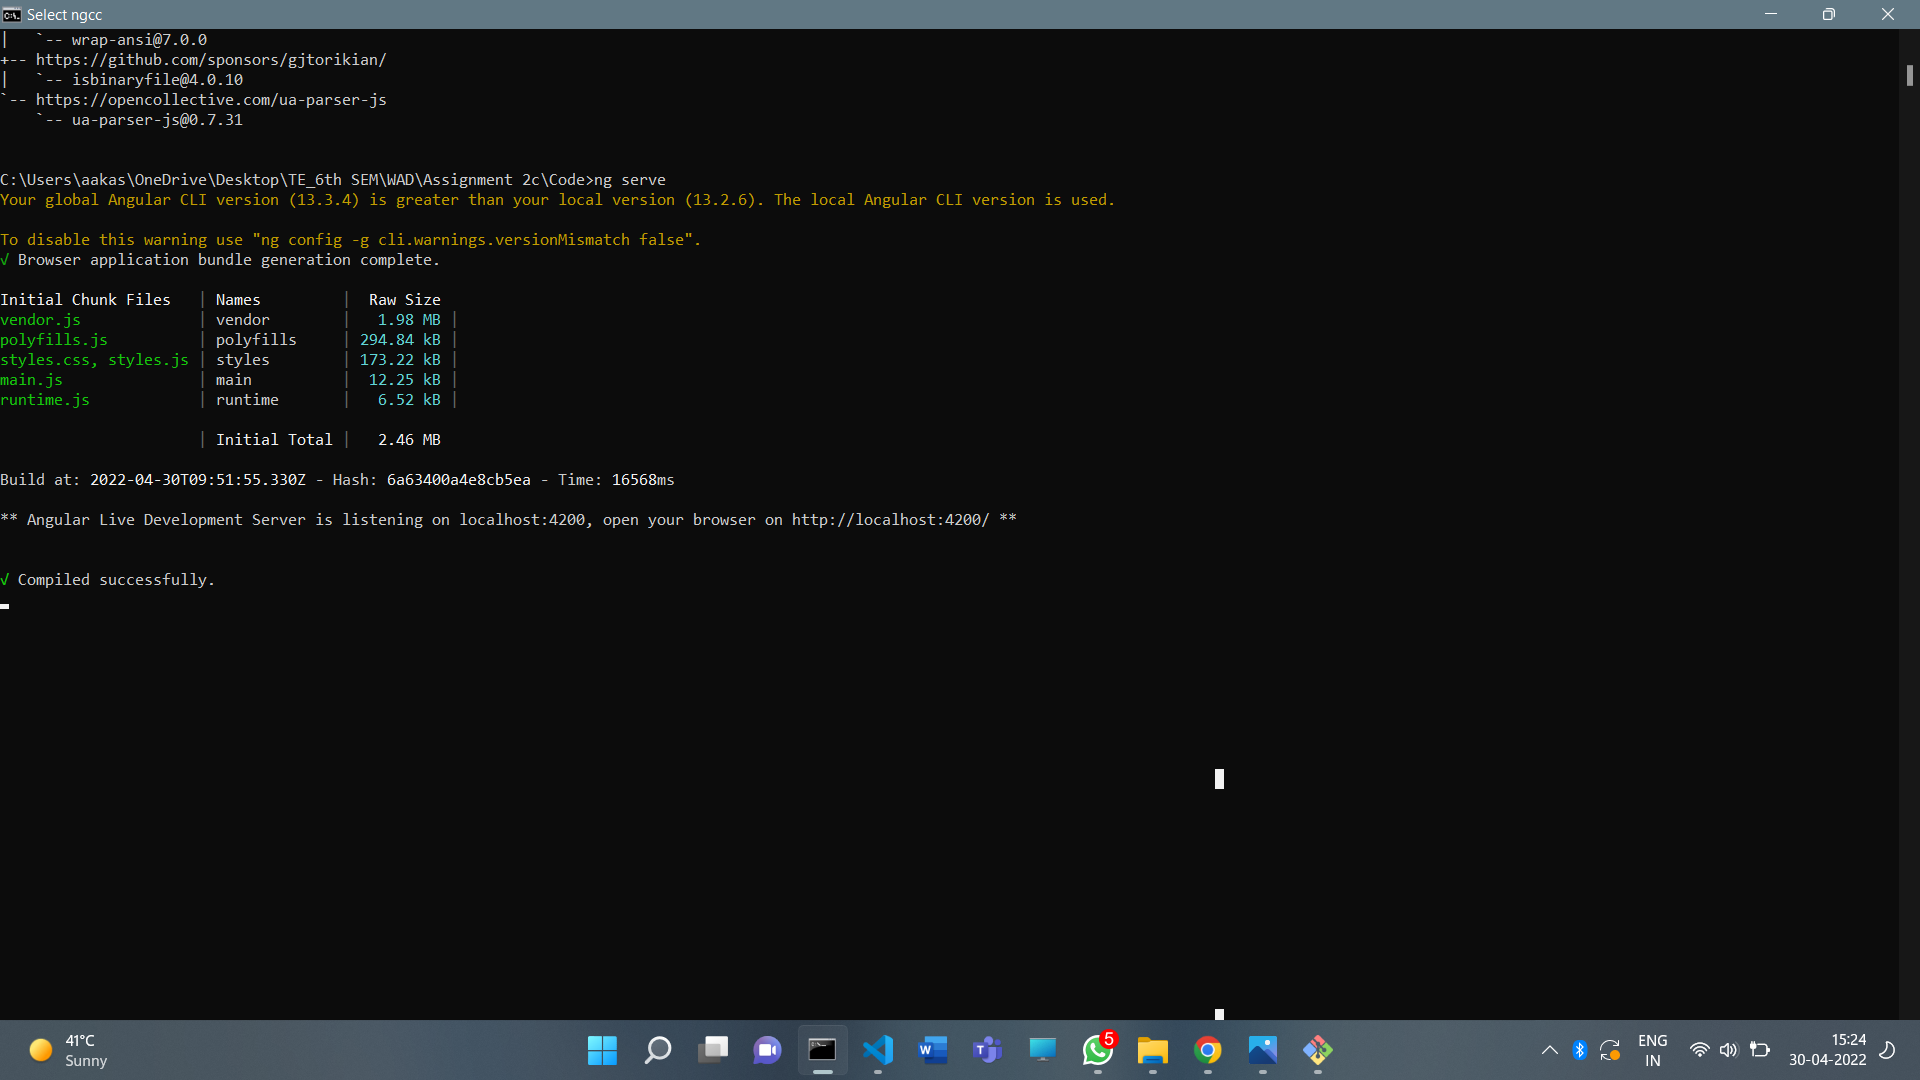 Select ngcc
|   `-- wrap-ansi@7.0.0
+-- https://github.com/sponsors/gjtorikian/
|   `-- isbinaryfile@4.0.10
`-- https://opencollective.com/ua-parser-js
    `-- ua-parser-js@0.7.31
C:\Users\aakas\OneDrive\Desktop\TE_6th SEM\WAD\Assignment 2c\Code>ng serve
Your global Angular CLI version (13.3.4) is greater than your local version (13.2.6). The local Angular CLI version is used.
To disable this warning use "ng config -g cli.warnings.versionMismatch false".
√ Browser application bundle generation complete.
Initial Chunk Files   | Names         |  Raw Size
vendor.js             | vendor        |   1.98 MB |
polyfills.js          | polyfills     | 294.84 kB |
styles.css, styles.js | styles        | 173.22 kB |
main.js               | main          |  12.25 kB |
runtime.js            | runtime       |   6.52 kB |
                      | Initial Total |   2.46 MB
Build at: 2022-04-30T09:51:55.330Z - Hash: 6a63400a4e8cb5ea - Time: 16568ms
** Angular Live Development Server is listening on localhost:4200, open your browser on http://localhost:4200/ **
√ Compiled successfully.
41°C
Sunny
5
ENG
IN
15:24
30-04-2022